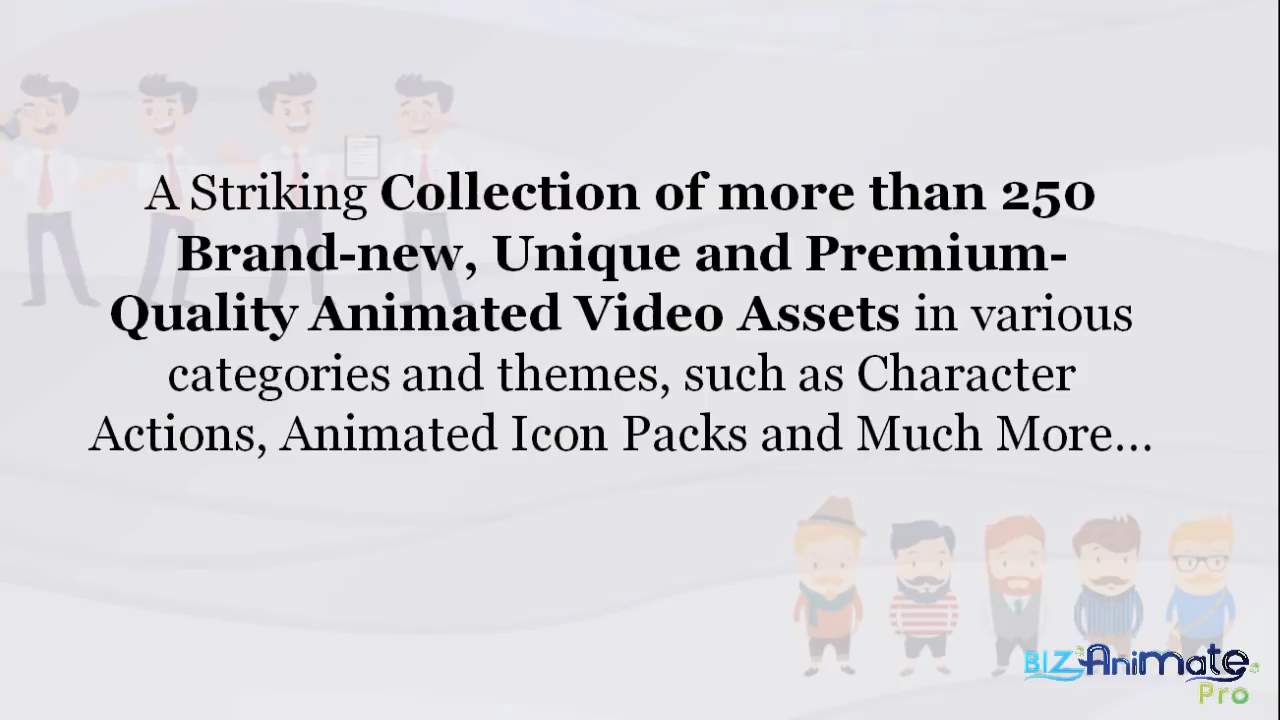 A Striking Collection of more than 250
Brand-new, Unique and Premium-
Quality Animated Video Assets in various
categories and themes, such as Character
Actions, Animated Icon Packs and Much More...
BIZ Animate
Pro